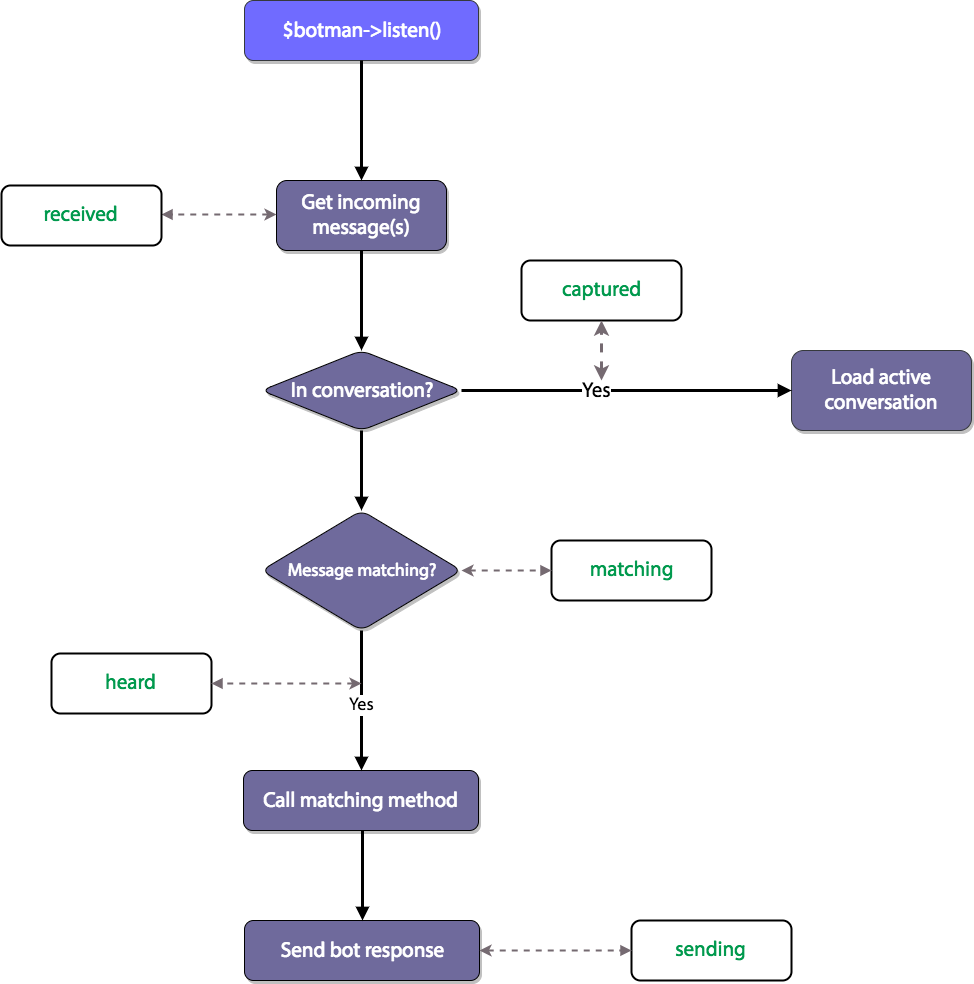 $botman->listen()
received
Get incoming
message(s)
captured
In conversation?
Yes
Load active
conversation
Message matching?
matching
heard
Yes
Call matching method
Send bot response
sending